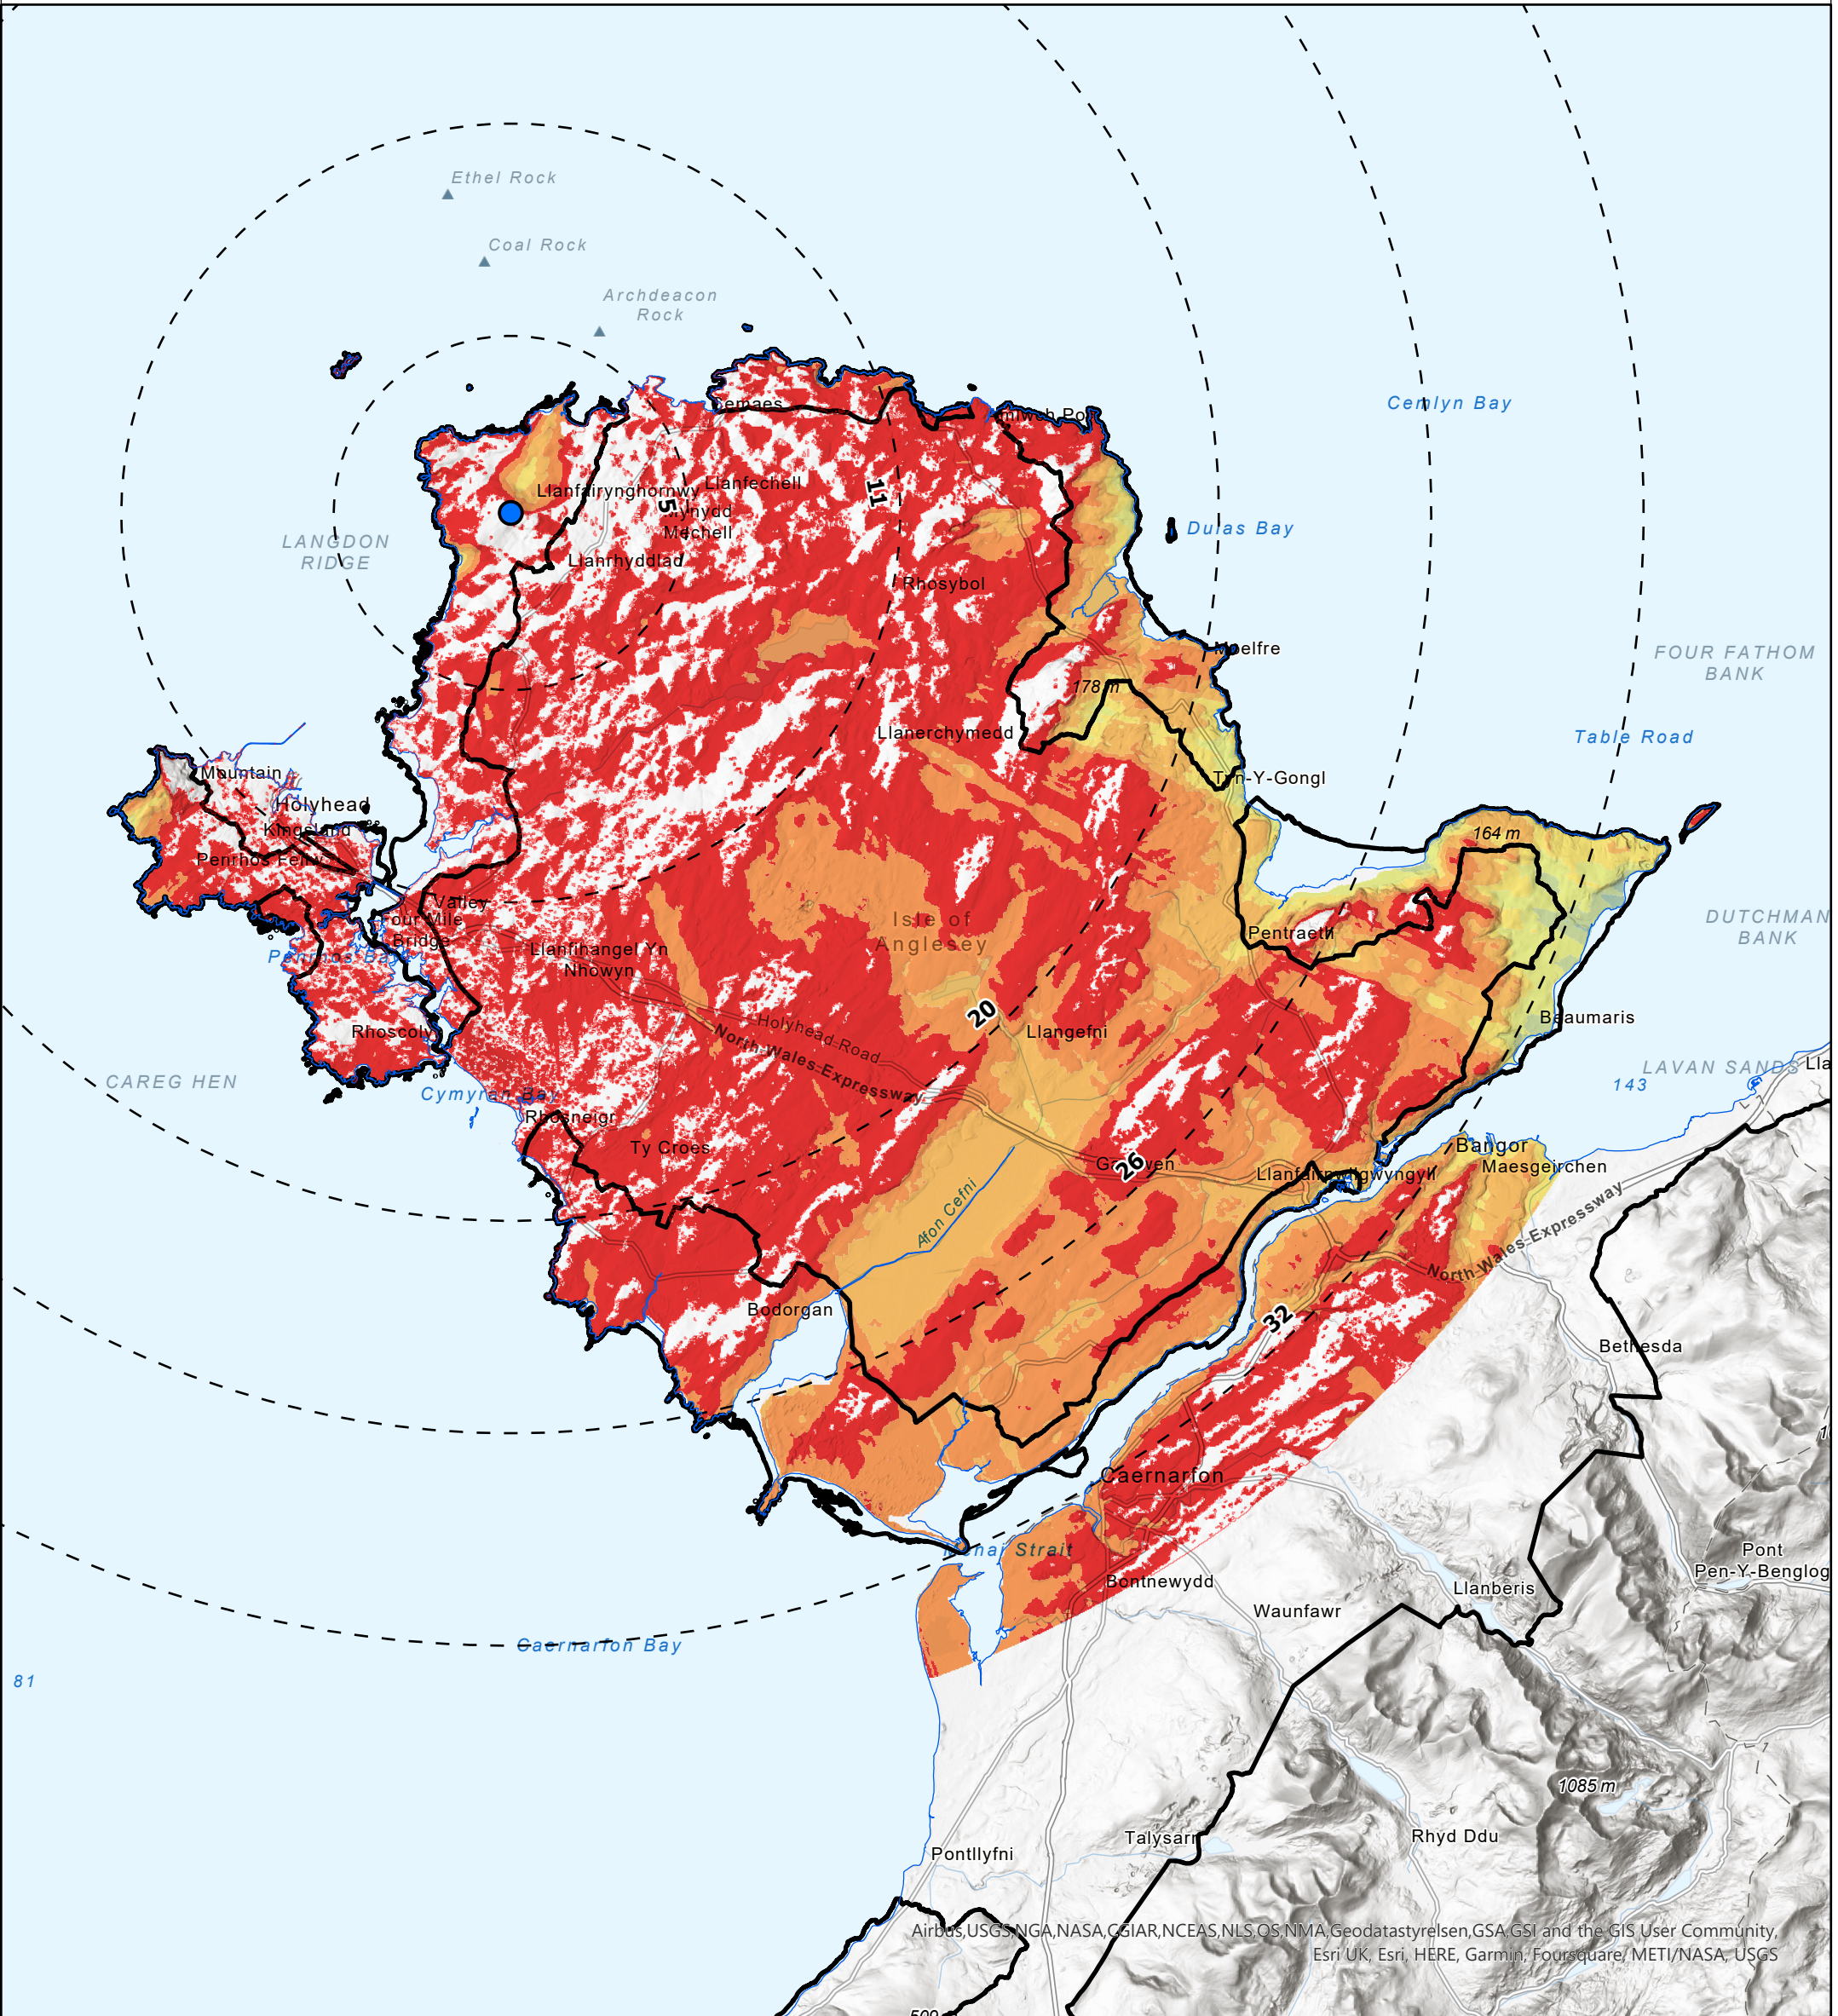 Ethel Rock
Coal Rock
Archdeacon
Rock
Cemaes
Cemlyn Bay
Llanfairynghornwy
Llanfechell
5
11
Mynydd
Mechell
Dulas Bay
LANGDON
RIDGE
Llanrhyddlad
Rhosybol
Moelfre
FOUR FATHOM
BANK
178 m
Llanerchymedd
Table Road
Mountain
Tyn-Y-Gongl
Holyhead
Kingsland
164 m
Penrhos Feilw
Valley
Four Mile
Bridge
Isle of
Anglesey
DUTCHMAN
BANK
Pentraeth
Llanfihangel Yn
Nhowyn
Penrhos Bay
20
Beaumaris
Rhoscolyn
Holyhead Road
North Wales Expressway
Llangefni
CAREG HEN
LAVAN SANDS
Lla
143
Cymyran Bay
Rhosneigr
Ty Croes
Bangor
Maesgeirchen
Gaerwen
26
Llanfairpwllgwyngyll
Afon Cefni
North Wales Expressway
Bodorgan
32
Bethesda
Caernarfon
Menai Strait
Pont
Pen-Y-Benglog
Bontnewydd
Llanberis
Waunfawr
Caernarfon Bay
81
1085 m
Talysarn
Rhyd Ddu
Pontllyfni
Airbus,USGS,NGA,NASA,CGIAR,NCEAS,NLS,OS,NMA,Geodatastyrelsen,GSA,GSI and the GIS User Community,
Esri UK, Esri, HERE, Garmin, Foursquare, METI/NASA, USGS